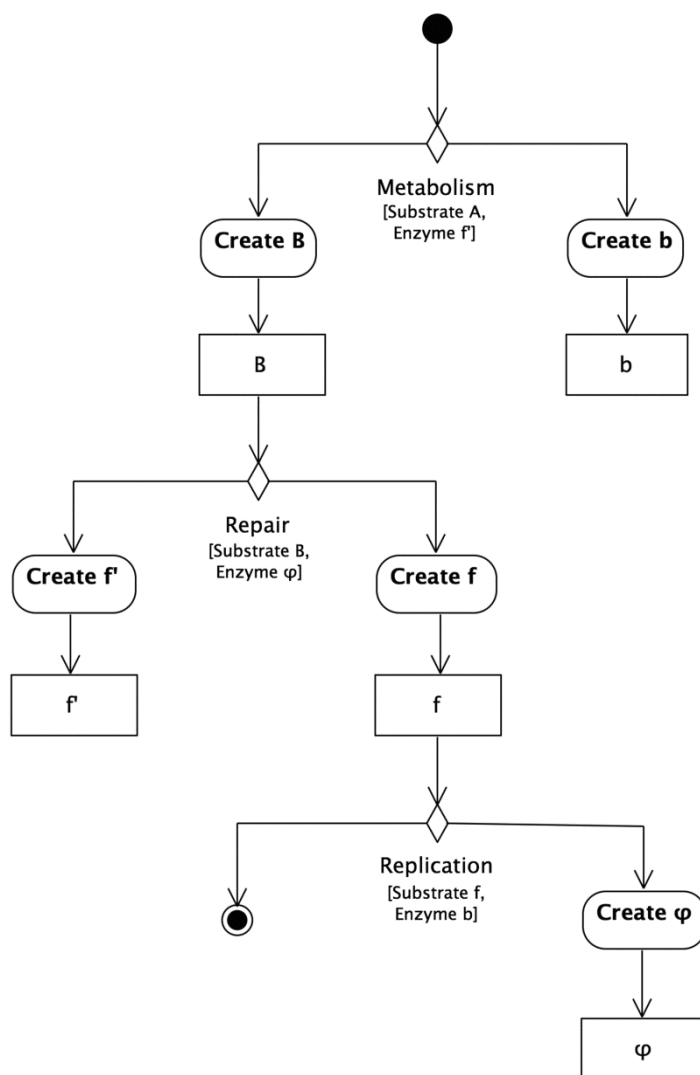 Metabolism
[Substrate A,
Enzyme f']
Create B
Create b
B
b
Repair
[Substrate B,
Enzyme φ]
Create f'
Create f
f'
f
Replication
[Substrate f,
Enzyme b]
Create φ
φ